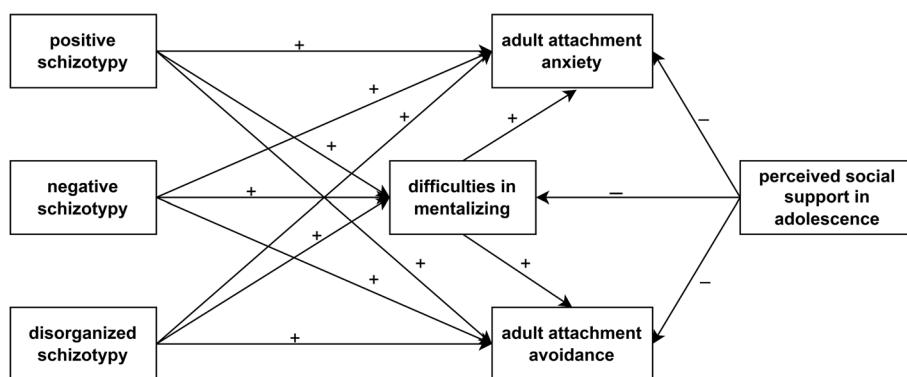 positive
schizotypy
+
adult attachment
anxiety
+
+
–
+
+
negative
schizotypy
+
difficulties in
mentalizing
–
perceived social
support in
adolescence
+
+
+
+
–
disorganized
schizotypy
+
adult attachment
avoidance